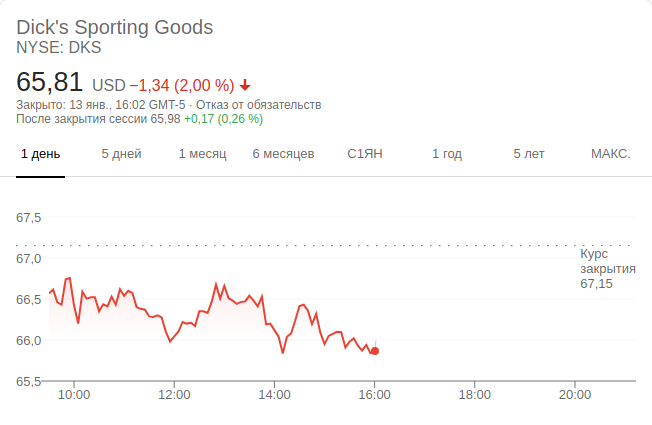 Dick's Sporting Goods
NYSE: DKS
65,81 USD −1,34 (2,00 %)
Закрыто: 13 янв., 16:02 GMT-5 · Отказ от обязательств
После закрытия сессии 65,98 +0,17 (0,26 %)
1 день 5 дней 1 месяц 6 месяцев С1ЯН 1 год 5 лет МАКС.
67,5
67,0
Курс
закрытия
67,15
66,5
66,0
65,5
10:00 12:00 14:00 16:00 18:00 20:00